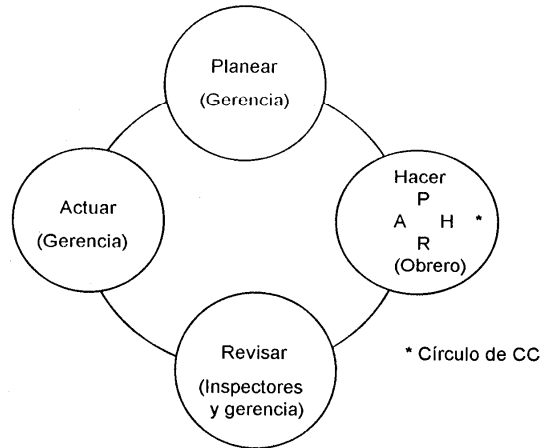 Planear
(Gerencia)
Hacer
P
A H *
R
(Obrero)
Actuar
(Gerencia)
Revisar
(Inspectores
y gerencia)
* Círculo de CC